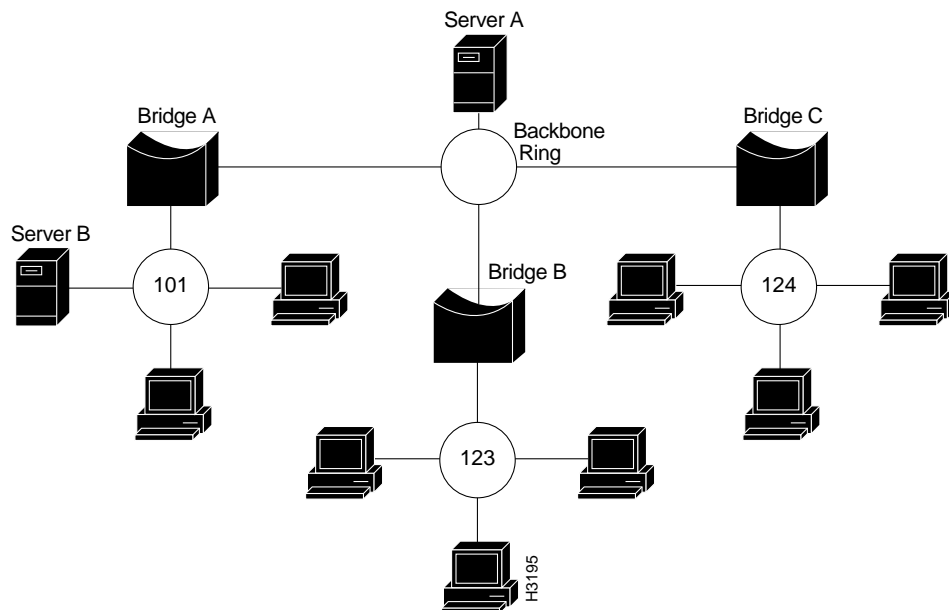 Server A
Bridge A
Backbone
Ring
Bridge C
Server B
101
Bridge B
124
123
H3195